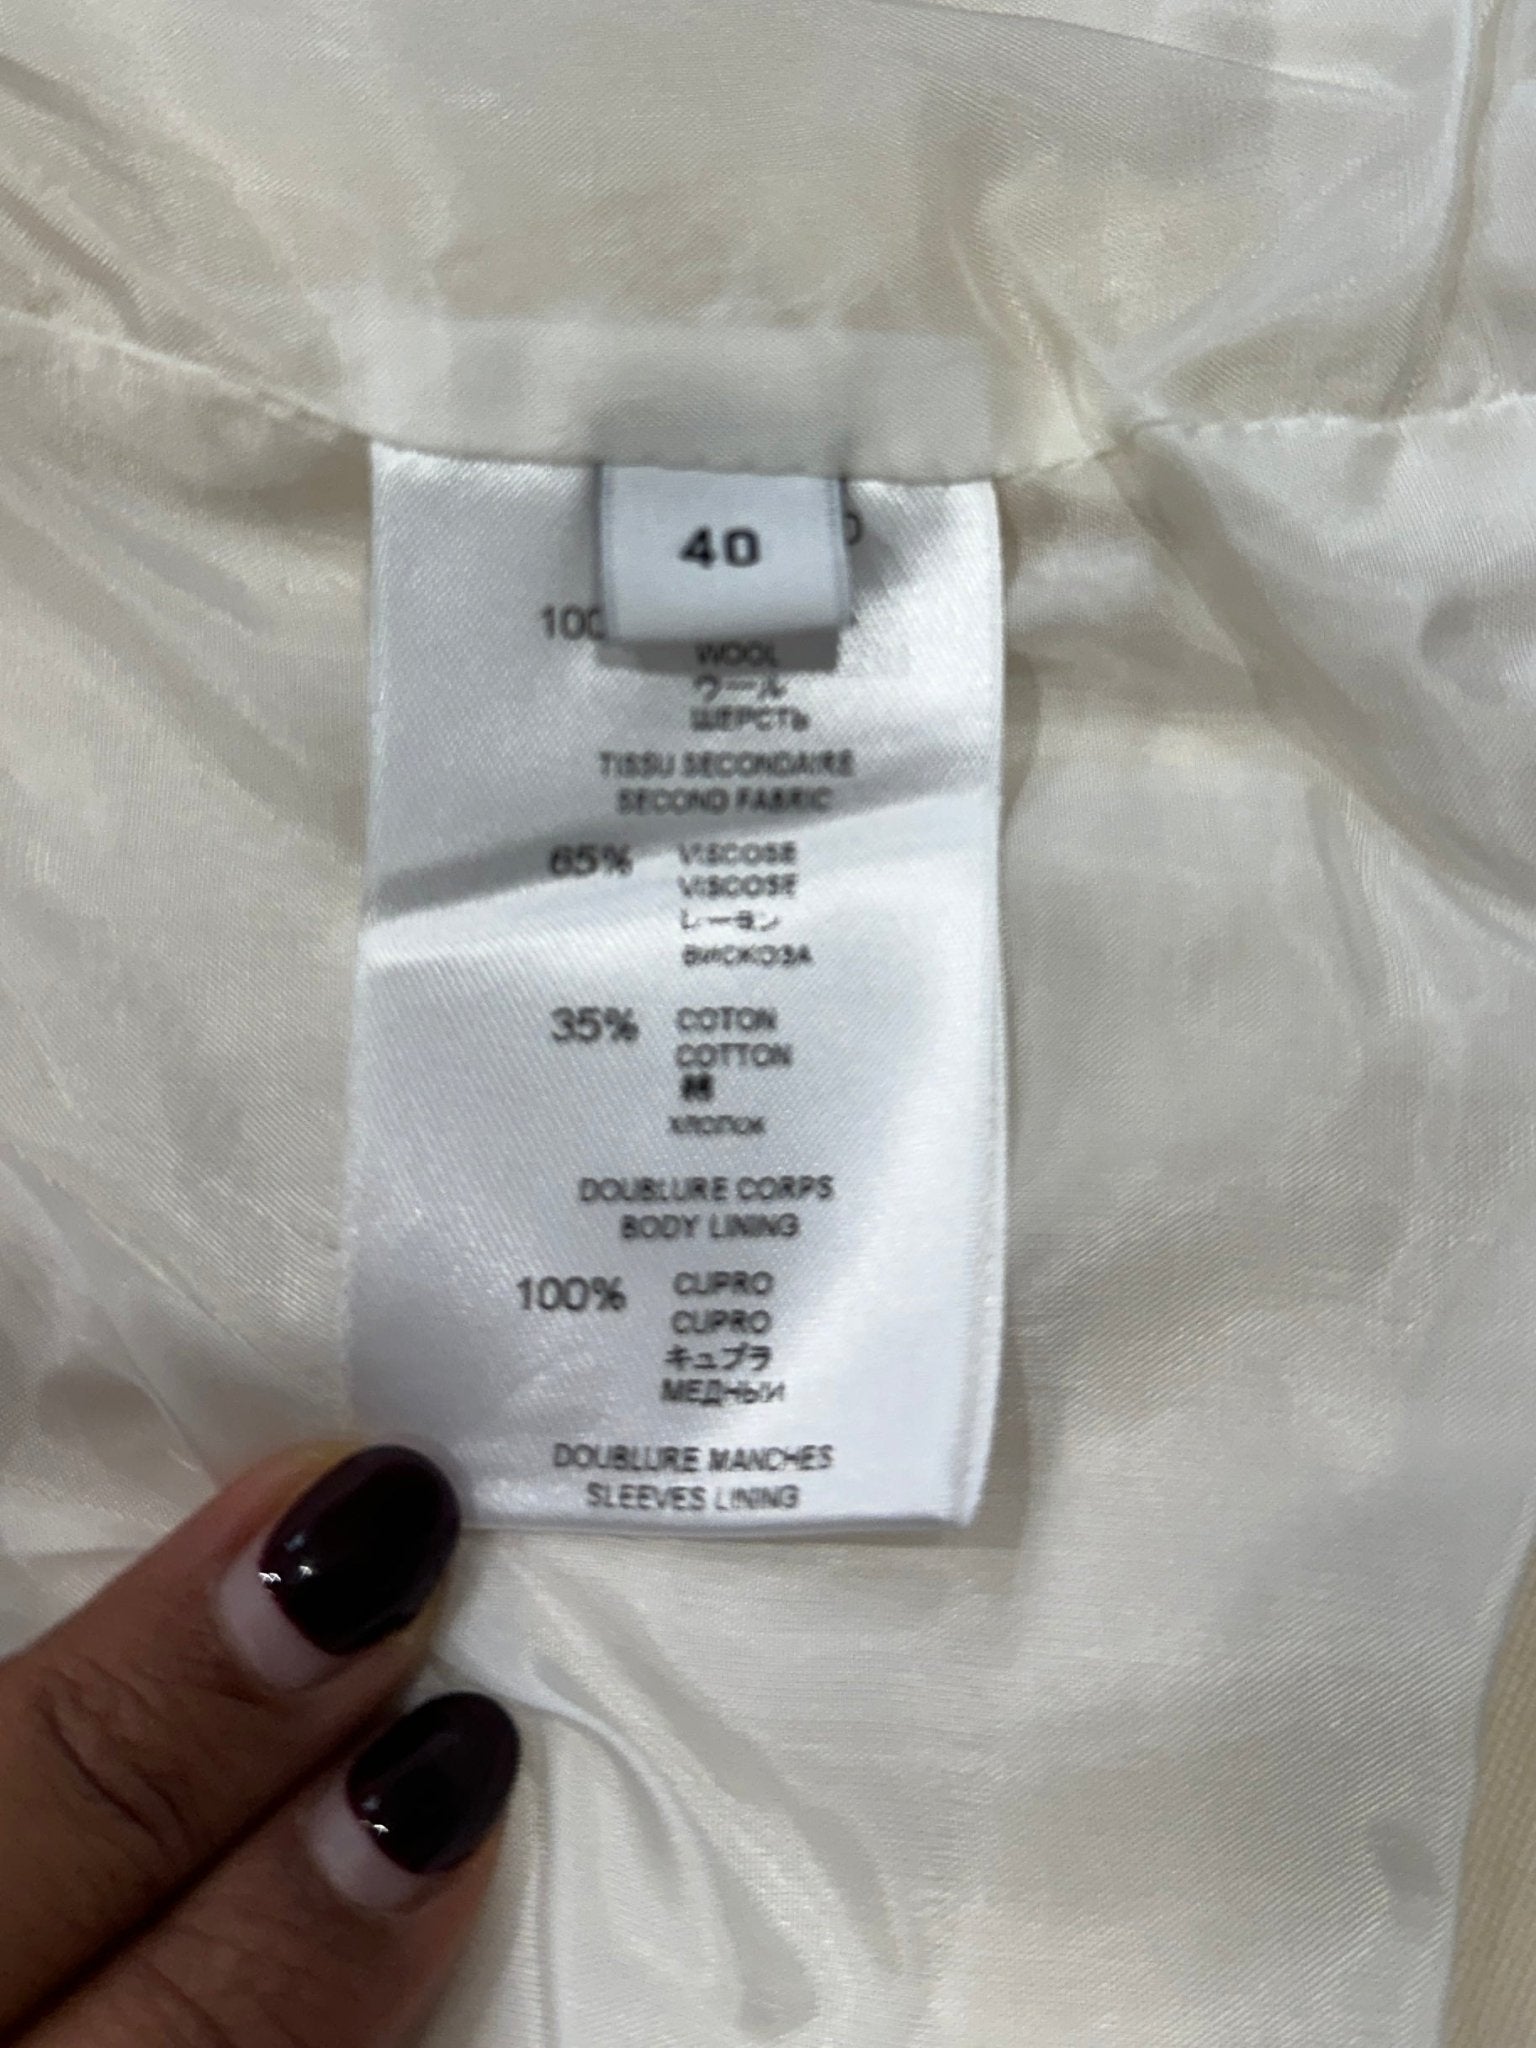 40
100
WOOL
ウール
ШЕРСТЬ
TISSU SECONDAIRE
SECOND FABRIC
65% VISCOSE
VISCOSE
レーヨン
ВИСКОЗА
35% COTON
COTTON
綿
ХЛОПОК
DOUBLURE CORPS
BODY LINING
100% CUPRO
CUPRO
キュプラ
МЕДНЫЙ
DOUBLURE MANCHES
SLEEVES LINING